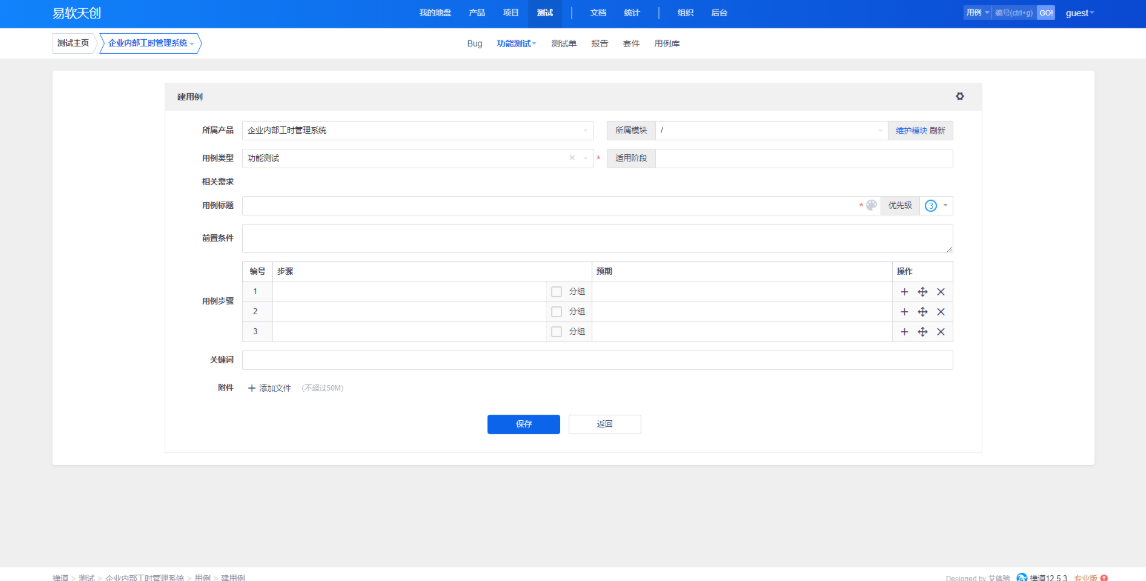 易软天创 我的地盘 产品 项目 测试 文档 统计 组织 后台 用例 编号(ctrl+g) GO! guest
测试主页 企业内部工时管理系统 Bug 功能测试 测试单 报告 套件 用例库
建用例
所属产品 企业内部工时管理系统 所属模块 / 维护模块 刷新
用例类型 功能测试 × * 适用阶段
相关需求
用例标题 * 优先级 3
前置条件
编号 步骤 预期 操作
1 分组
用例步骤 2 分组
3 分组
关键词
附件 + 添加文件 (不超过50M)
保存 返回
禅道 > 测试 > 企业内部工时管理系统 > 用例 > 建用例 Designed by 艾体验 禅道12.5.3 专业版